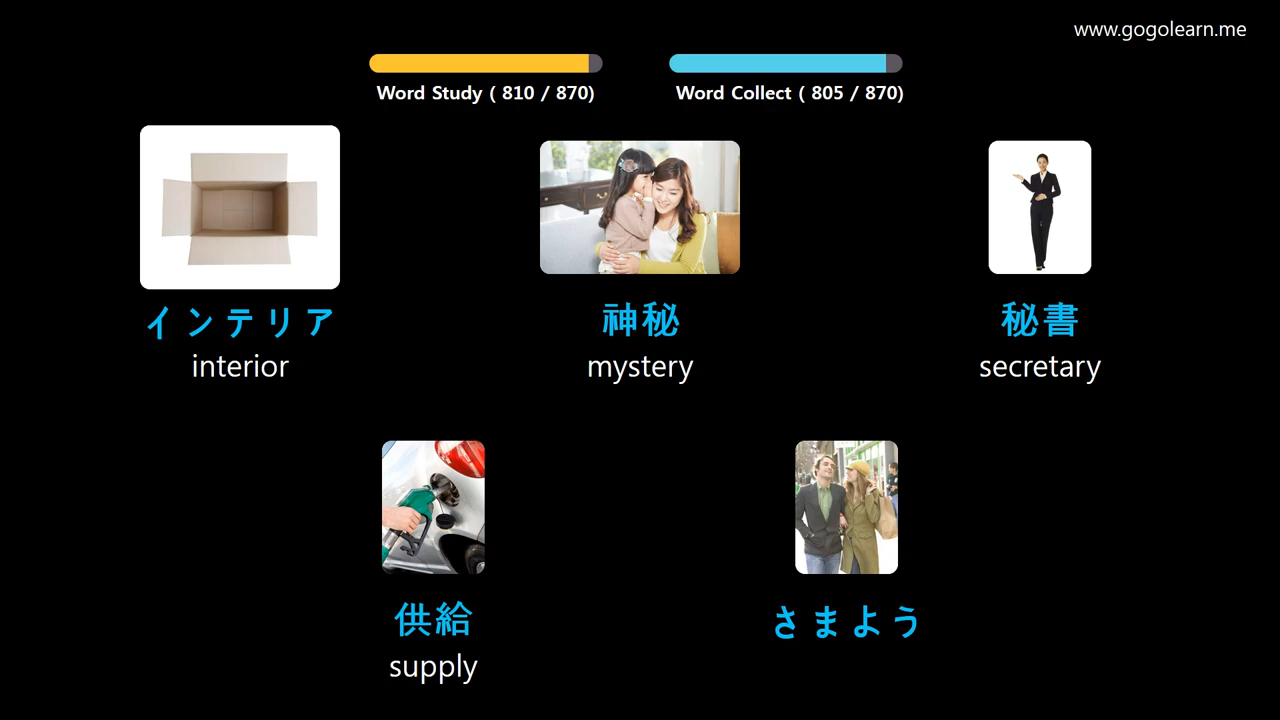 www.gogolearn.me
Word Study ( 810 / 870)
Word Collect ( 805 / 870)
インテリア
interior
神秘
mystery
秘書
secretary
供給
supply
さまよう